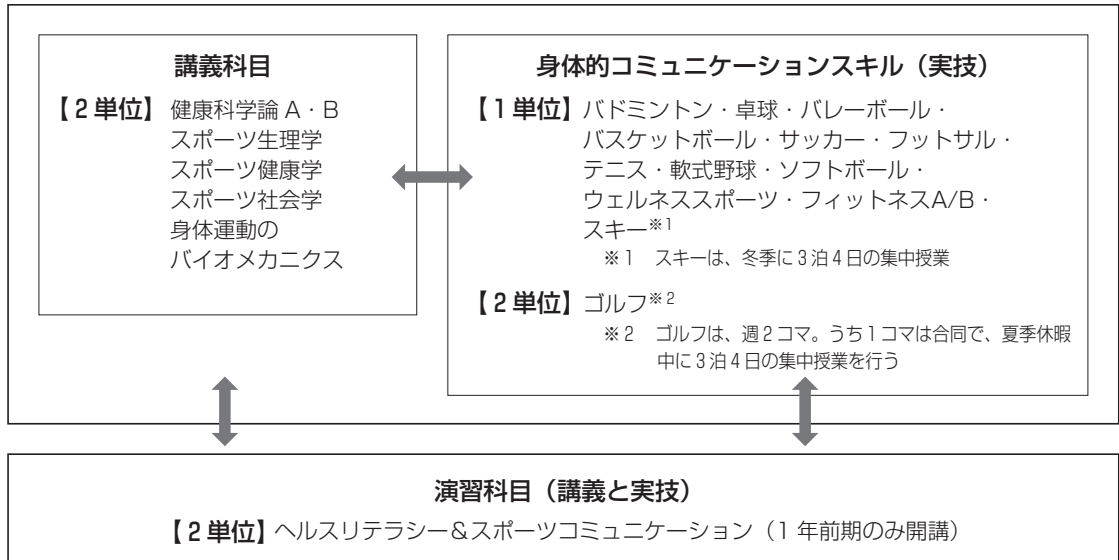 講義科目
【2単位】健康科学論 A・B
スポーツ生理学
スポーツ健康学
スポーツ社会学
身体運動の
バイオメカニクス
身体的コミュニケーションスキル（実技）
【1単位】バドミントン・卓球・バレーボール・
バスケットボール・サッカー・フットサル・
テニス・軟式野球・ソフトボール・
ウェルネススポーツ・フィットネスA/B・
スキー※1
※1　スキーは、冬季に3泊4日の集中授業
【2単位】ゴルフ※2
※2　ゴルフは、週2コマ。うち1コマは合同で、夏季休暇
中に3泊4日の集中授業を行う
演習科目（講義と実技）
【2単位】ヘルスリテラシー＆スポーツコミュニケーション（1年前期のみ開講）